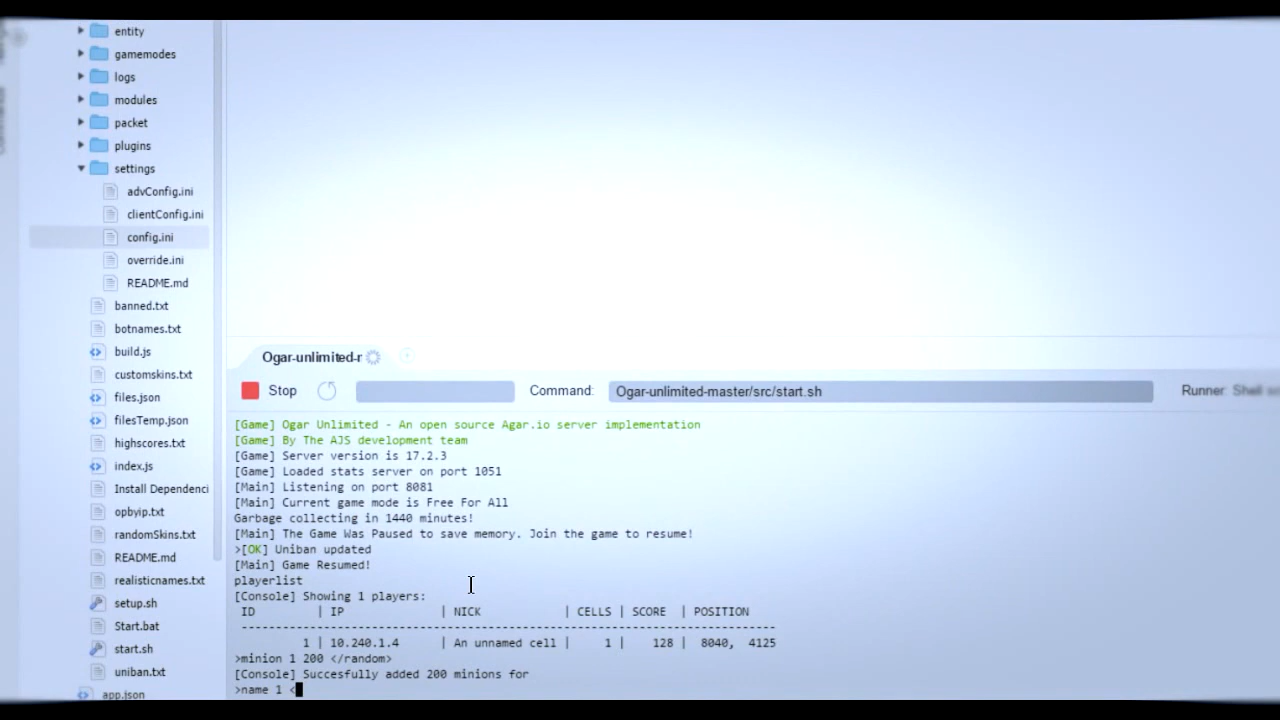 entity
gamemodes
logs
modules
packet
plugins
settings
advConfig.ini
clientConfig.ini
config.ini
override.ini
README.md
banned.txt
botnames.txt
build.js
customskins.txt
files.json
filesTemp.json
highscores.txt
index.js
Install Dependenci
opbyip.txt
randomSkins.txt
README.md
realisticnames.txt
setup.sh
Start.bat
start.sh
uniban.txt
app.json
Ogar-unlimited-r
Stop Command: Ogar-unlimited-master/src/start.sh Runner: Shell
[Game] Ogar Unlimited - An open source Agar.io server implementation
[Game] By The AJS development team
[Game] Server version is 17.2.3
[Game] Loaded stats server on port 1051
[Main] Listening on port 8081
[Main] Current game mode is Free For All
Garbage collecting in 1440 minutes!
[Main] The Game Was Paused to save memory. Join the game to resume!
>[OK] Uniban updated
[Main] Game Resumed!
playerlist
[Console] Showing 1 players:
ID | IP | NICK | CELLS | SCORE | POSITION
--------------------------------------------------------------------------------
1 | 10.240.1.4 | An unnamed cell | 1 | 128 | 8040, 4125
>minion 1 200 </random>
[Console] Succesfully added 200 minions for
>name 1 <